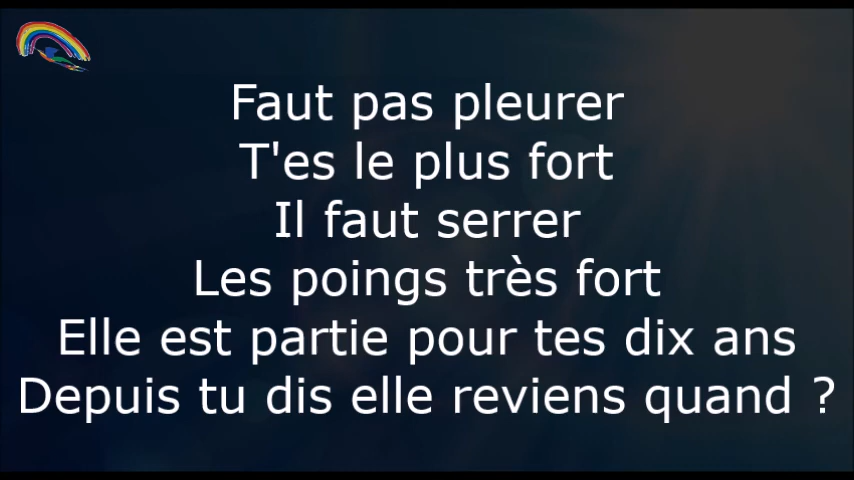 Faut pas pleurer
T'es le plus fort
Il faut serrer
Les poings très fort
Elle est partie pour tes dix ans
Depuis tu dis elle reviens quand ?